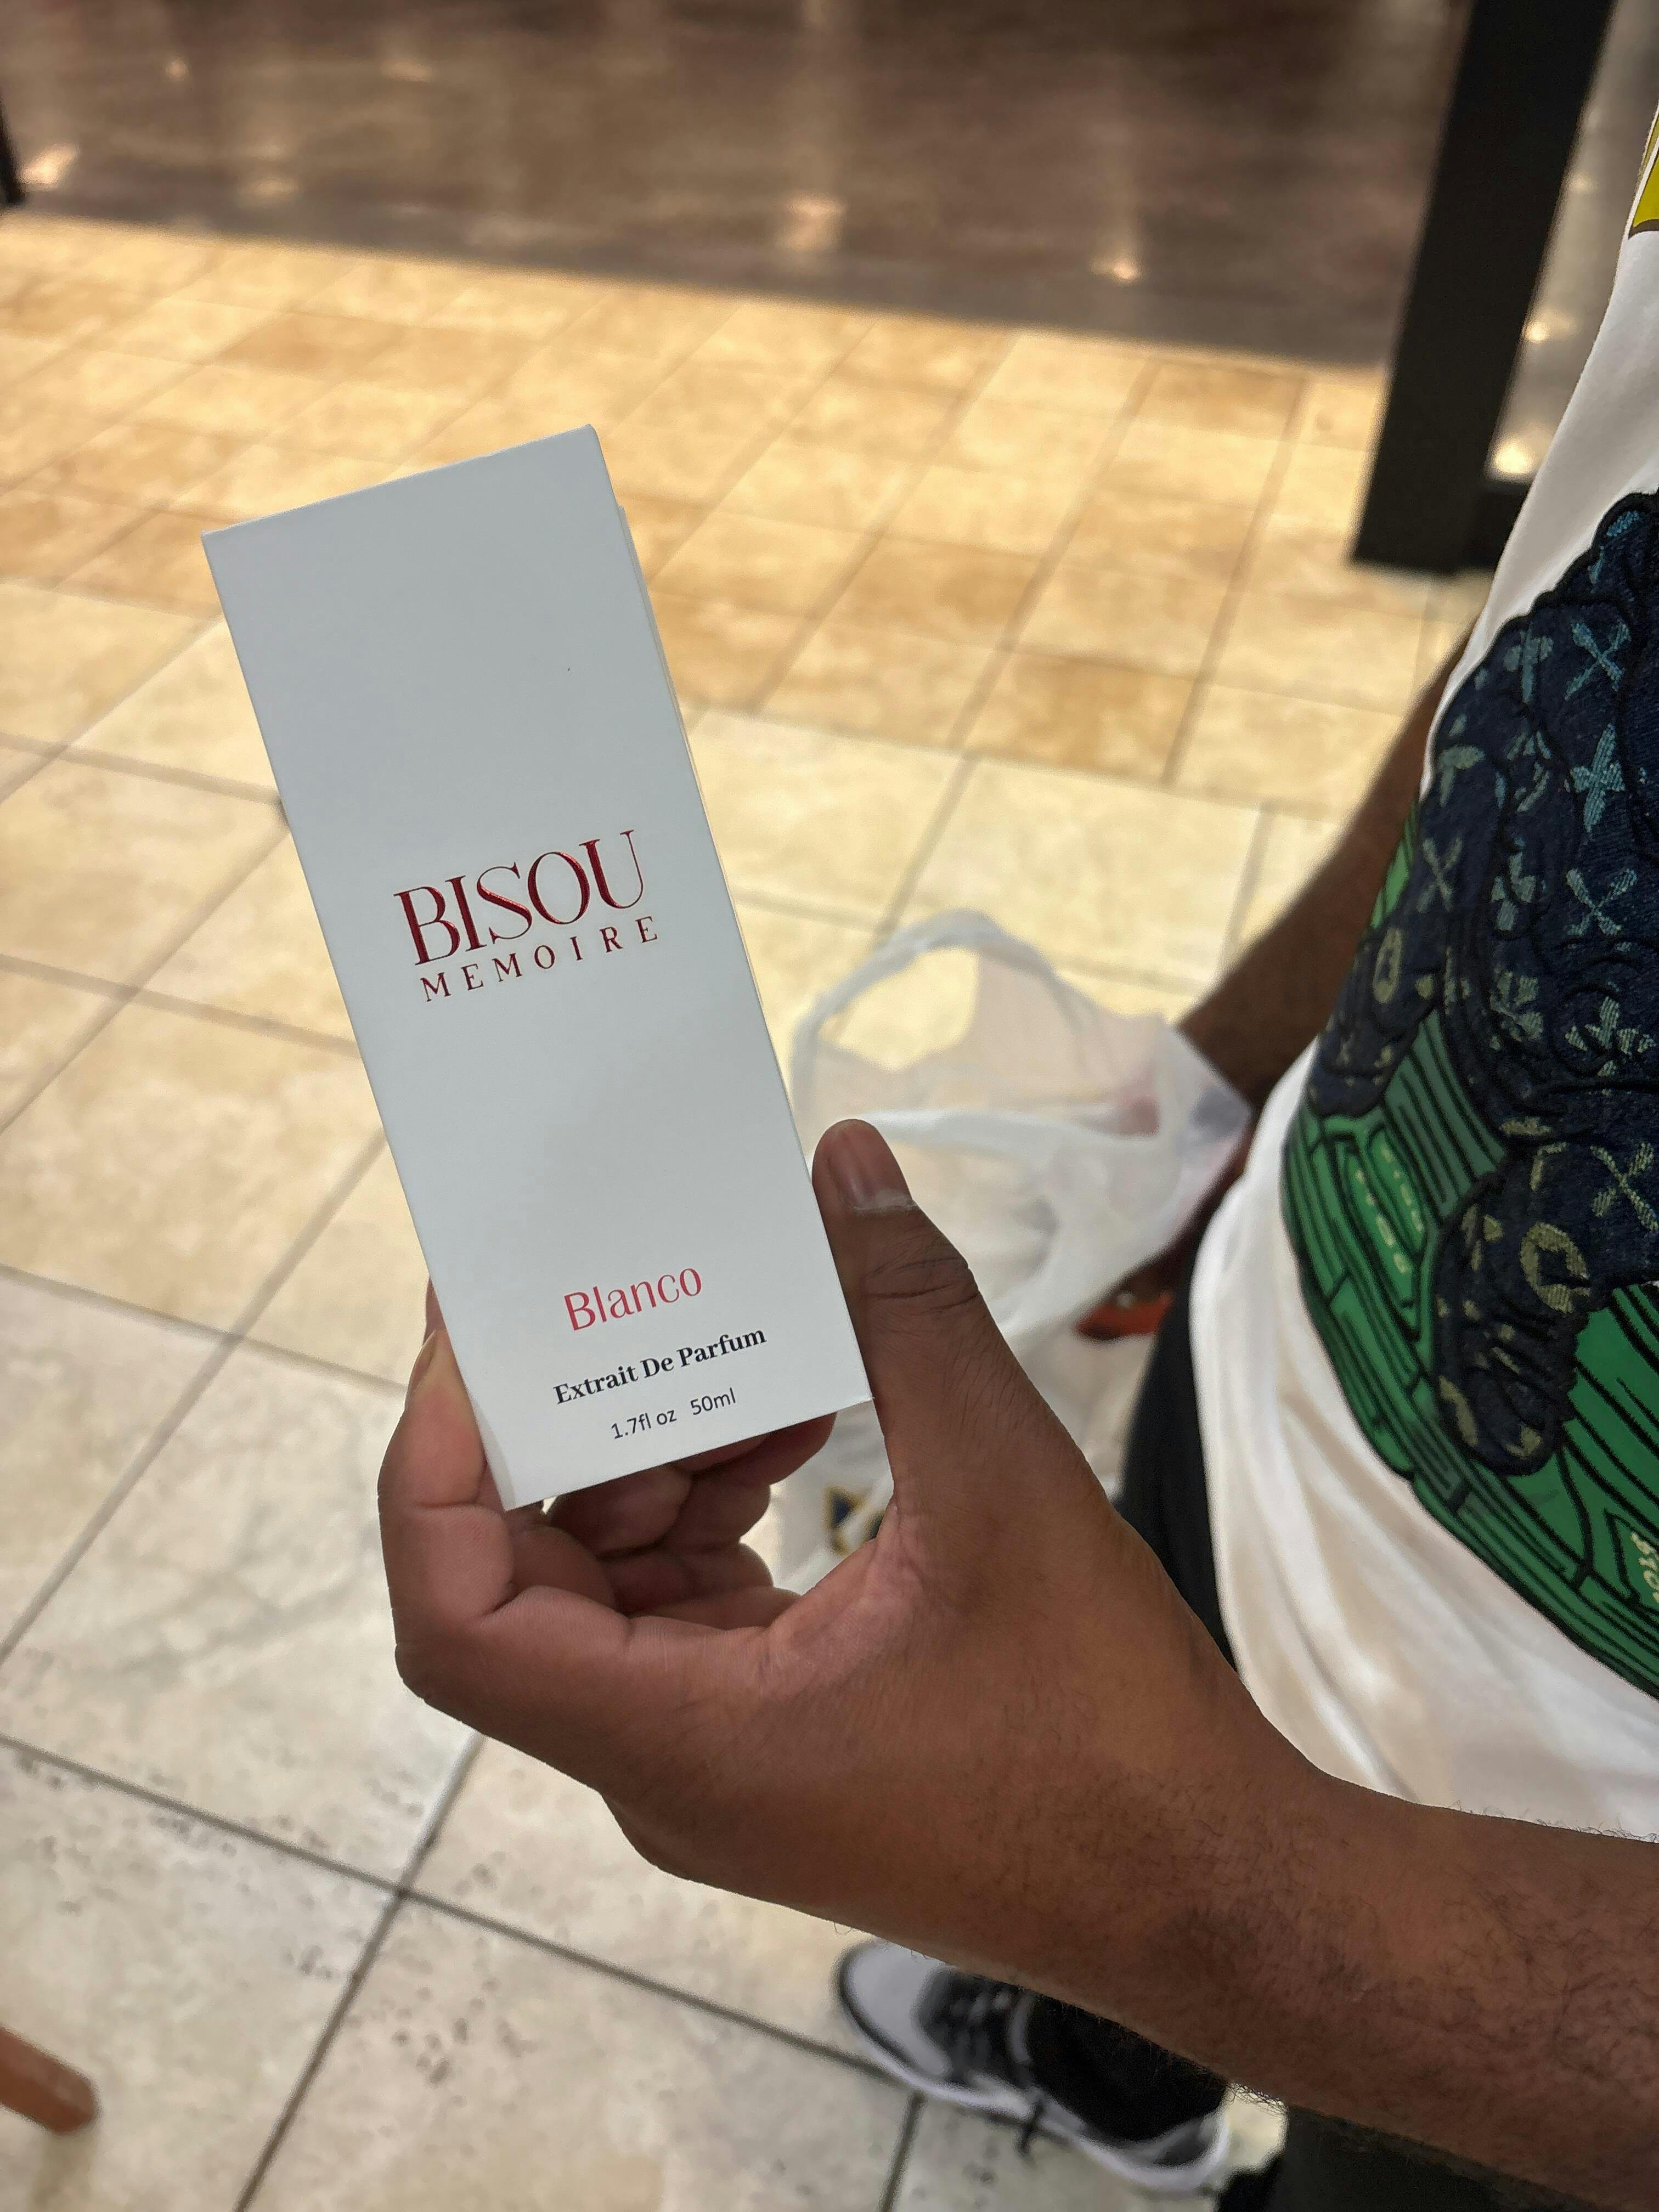 BISOU
MEMOIRE
Blanco
Extrait De Parfum
1.7fl oz 50ml